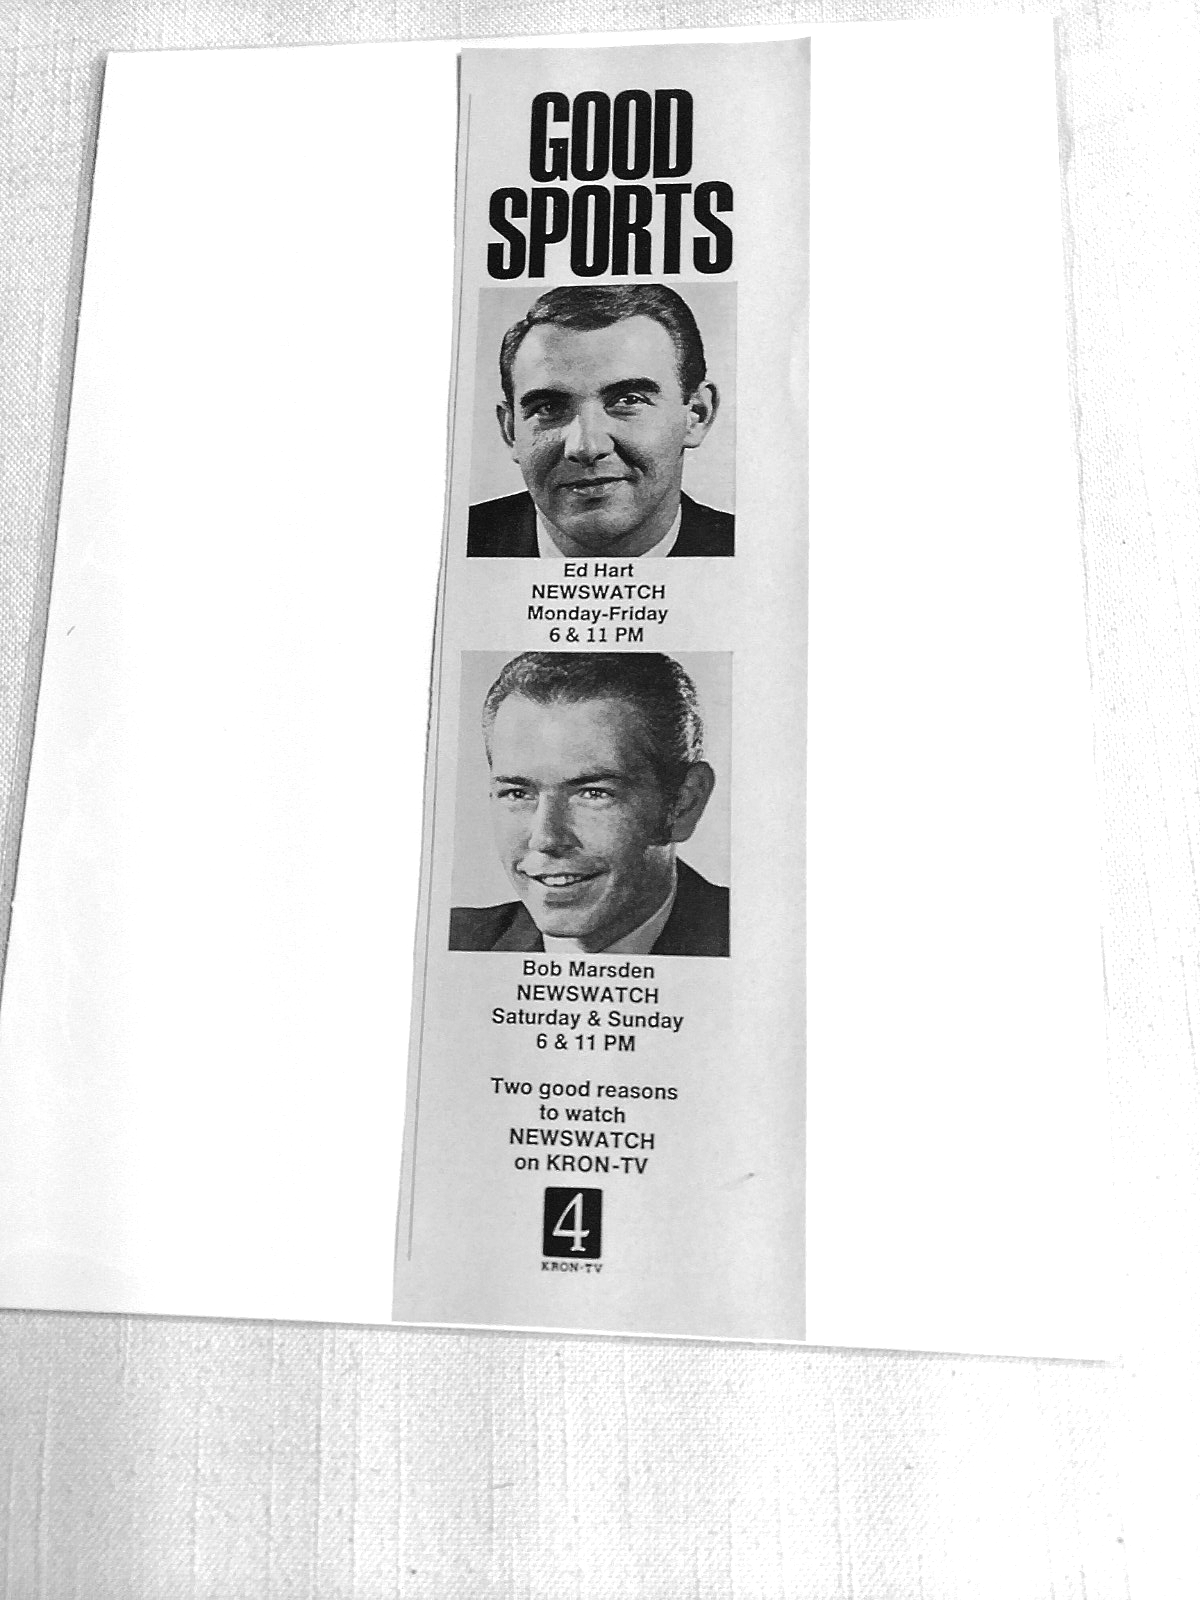 GOOD
SPORTS
Ed Hart
NEWSWATCH
Monday-Friday
6 & 11 PM
Bob Marsden
NEWSWATCH
Saturday & Sunday
6 & 11 PM
Two good reasons
to watch
NEWSWATCH
on KRON-TV
4
KRON-TV